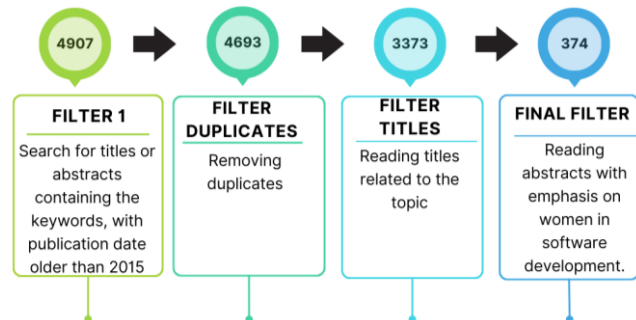 4907
4693
3373
374
FILTER 1
Search for titles or
abstracts
containing the
keywords, with
publication date
older than 2015
FILTER
DUPLICATES
Removing
duplicates
FILTER
TITLES
Reading titles
related to the
topic
FINAL FILTER
Reading
abstracts with
emphasis on
women in
software
development.